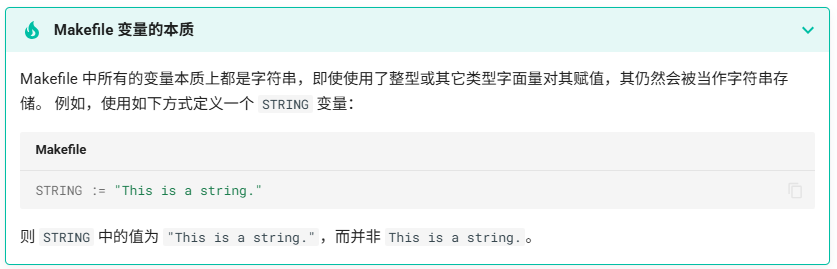 Makefile 变量的本质
Makefile 中所有的变量本质上都是字符串，即使使用了整型或其它类型字面量对其赋值，其仍然会被当作字符串存
储。 例如，使用如下方式定义一个 STRING 变量：
Makefile
STRING := "This is a string."
则 STRING 中的值为 "This is a string."，而并非 This is a string.。